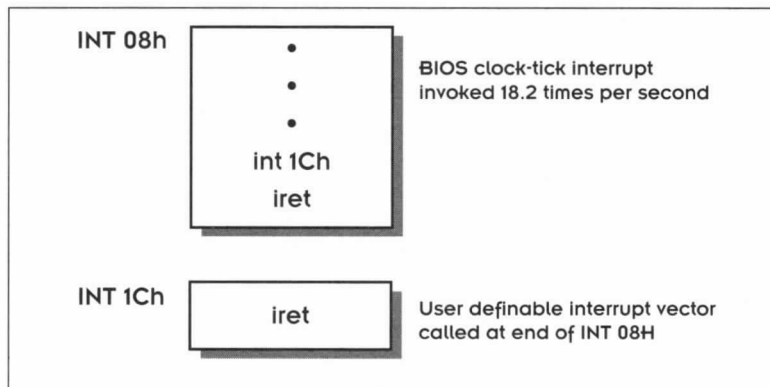 INT 08h
BIOS clock-tick interrupt
invoked 18.2 times per second
int 1Ch
iret
INT 1Ch
iret
User definable interrupt vector
called at end of INT 08H